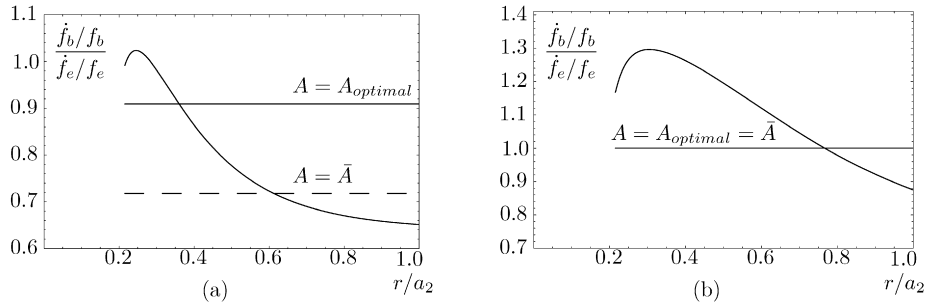 1.1
1.0
0.9
0.8
0.7
0.6
ḟ_b/f_b
ḟ_e/f_e
A = A_optimal
A = Ā
0.2 0.4 0.6 0.8 1.0
r/a_2
(a)
1.4
1.3
1.2
1.1
1.0
0.9
0.8
0.7
ḟ_b/f_b
ḟ_e/f_e
A = A_optimal = Ā
0.2 0.4 0.6 0.8 1.0
r/a_2
(b)